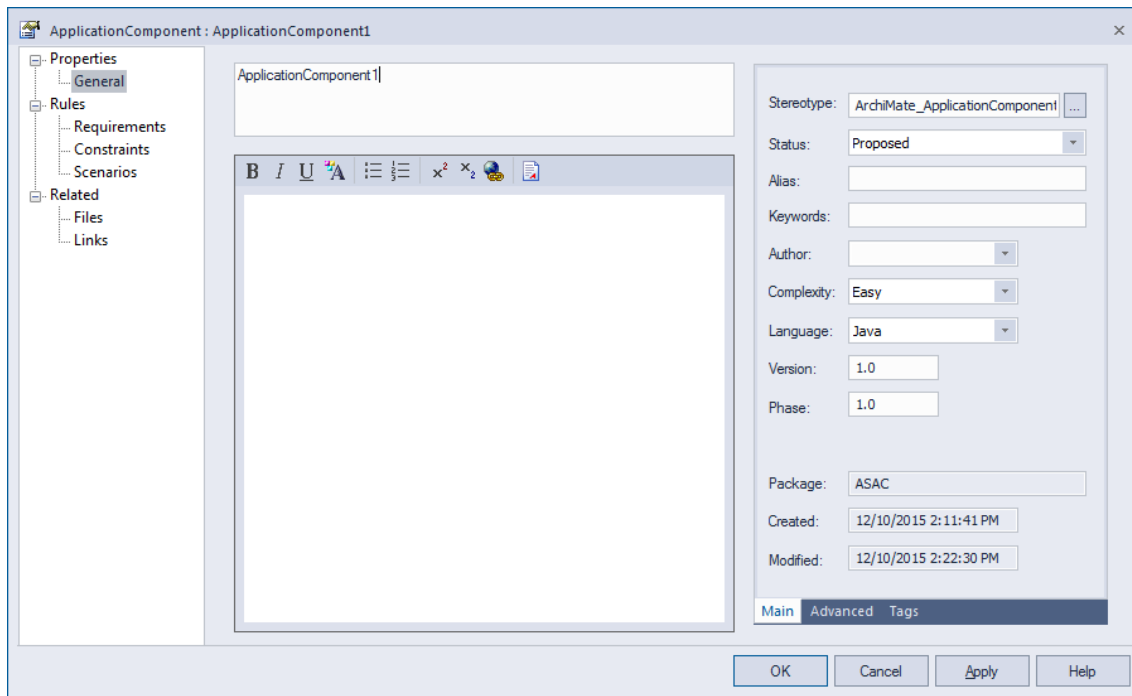 ApplicationComponent : ApplicationComponent1
Properties
General
Rules
Requirements
Constraints
Scenarios
Related
Files
Links
ApplicationComponent1
B I U A x² x₂
Stereotype: ArchiMate_ApplicationComponent ...
Status: Proposed
Alias:
Keywords:
Author:
Complexity: Easy
Language: Java
Version: 1.0
Phase: 1.0
Package: ASAC
Created: 12/10/2015 2:11:41 PM
Modified: 12/10/2015 2:22:30 PM
Main Advanced Tags
OK Cancel Apply Help